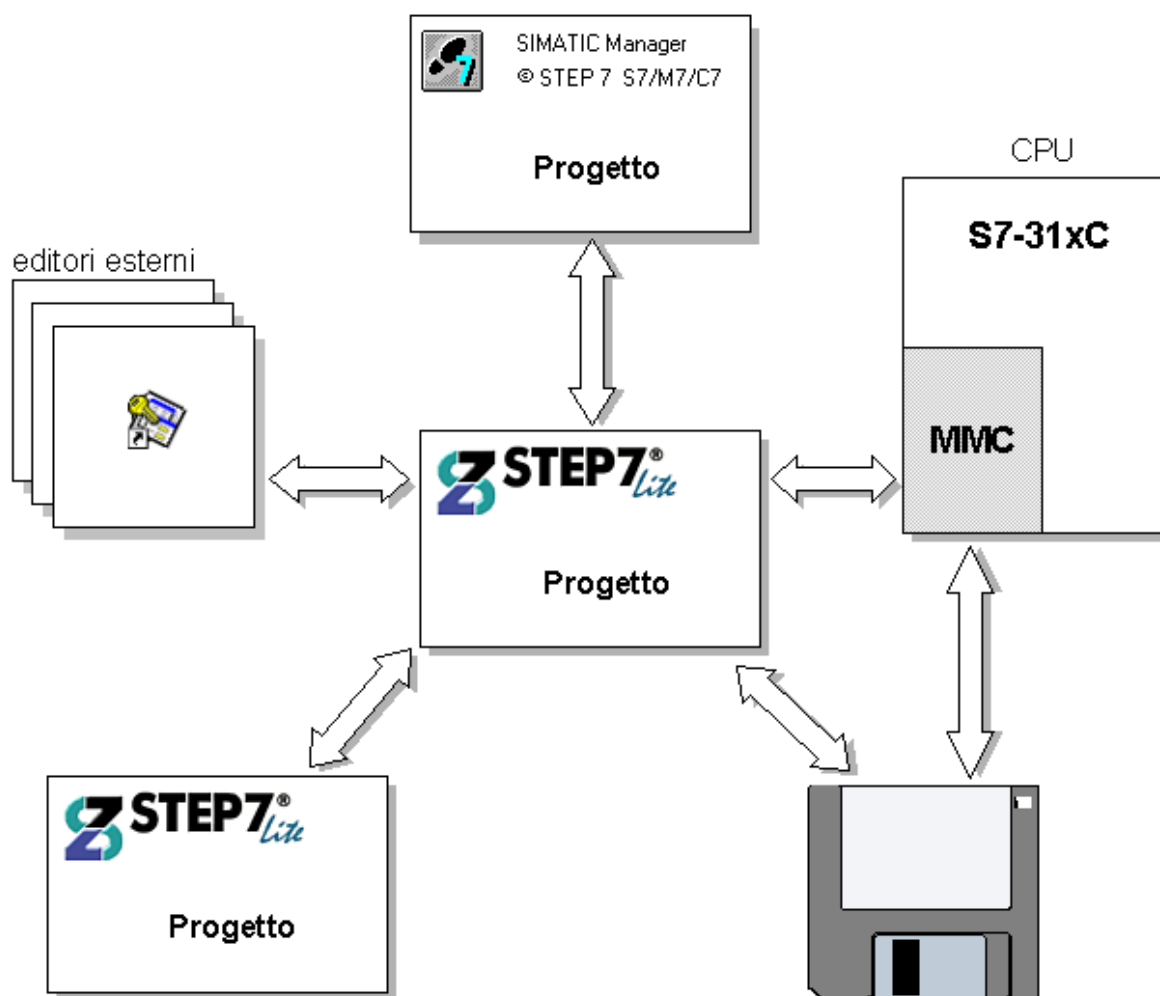 SIMATIC Manager
© STEP 7 S7/M7/C7
Progetto
CPU
S7-31xC
MMC
editori esterni
STEP7® Lite
Progetto
STEP7® Lite
Progetto